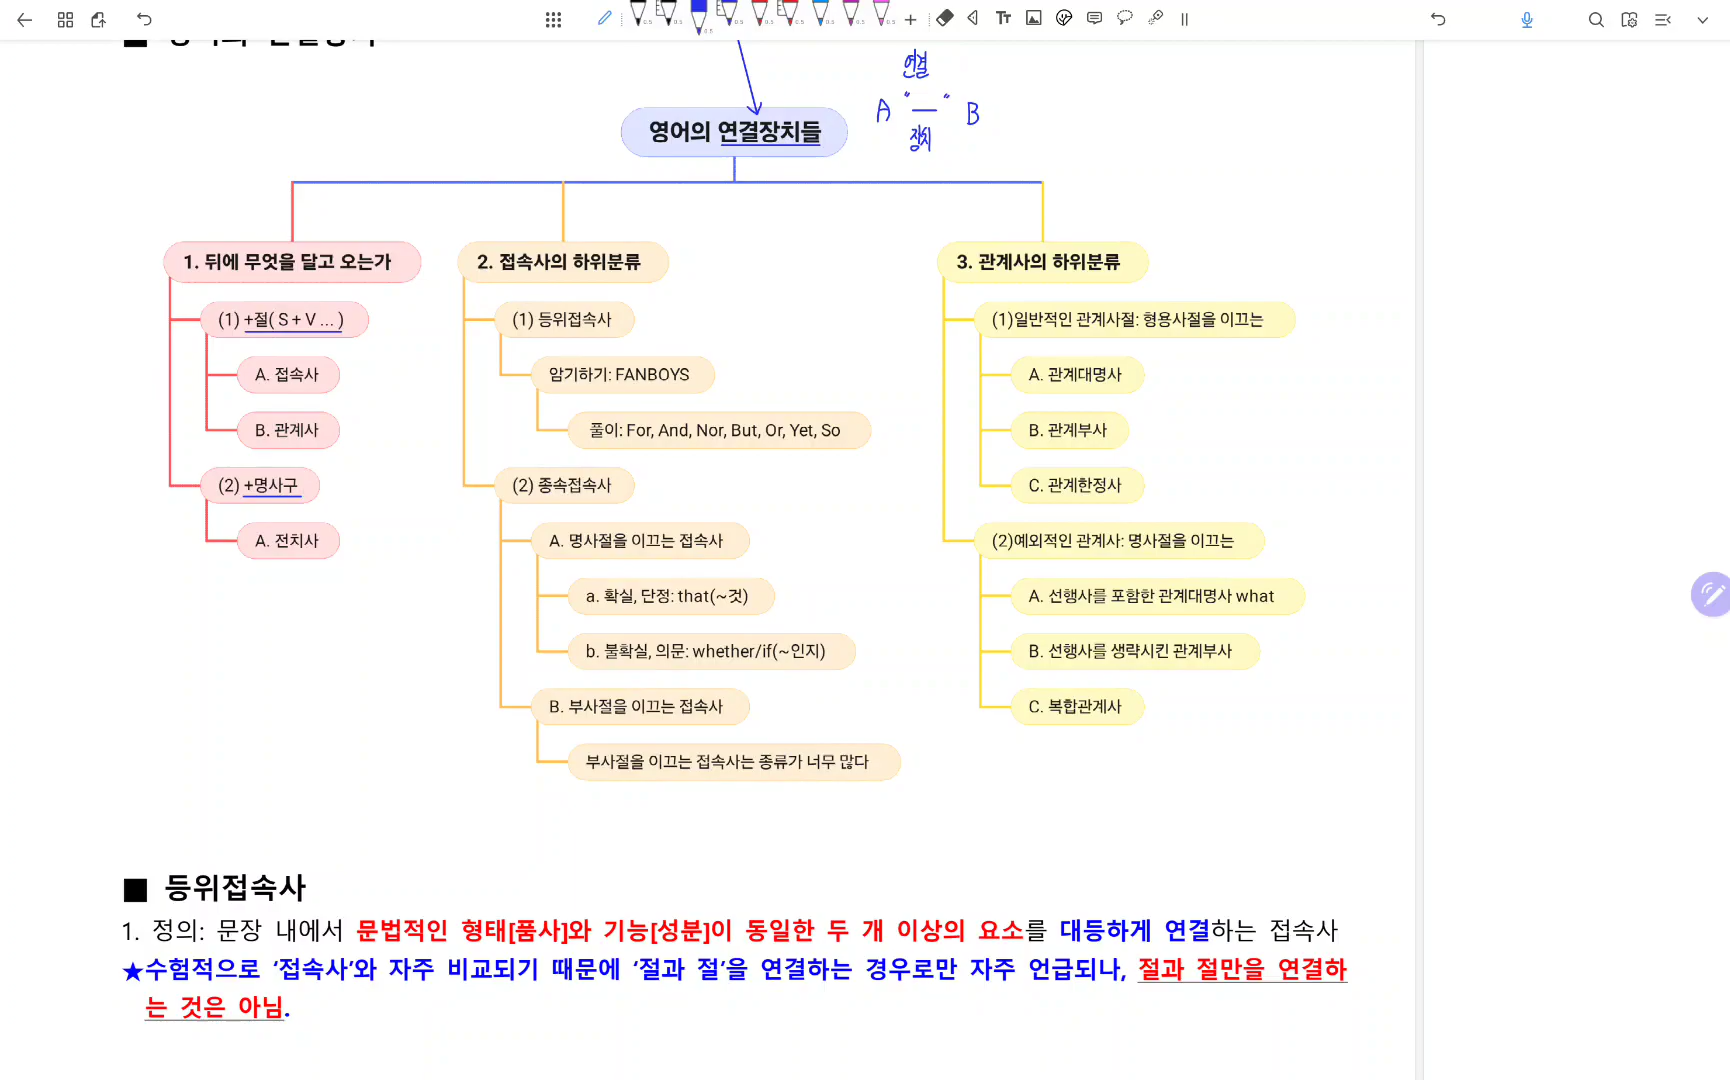 연결
A " — " B
장치
영어의 연결장치들
1. 뒤에 무엇을 달고 오는가
(1) +절( S + V ... )
A. 접속사
B. 관계사
(2) +명사구
A. 전치사
2. 접속사의 하위분류
(1) 등위접속사
암기하기: FANBOYS
풀이: For, And, Nor, But, Or, Yet, So
(2) 종속접속사
A. 명사절을 이끄는 접속사
a. 확실, 단정: that(~것)
b. 불확실, 의문: whether/if(~인지)
B. 부사절을 이끄는 접속사
부사절을 이끄는 접속사는 종류가 너무 많다
3. 관계사의 하위분류
(1)일반적인 관계사절: 형용사절을 이끄는
A. 관계대명사
B. 관계부사
C. 관계한정사
(2)예외적인 관계사: 명사절을 이끄는
A. 선행사를 포함한 관계대명사 what
B. 선행사를 생략시킨 관계부사
C. 복합관계사
■ 등위접속사
1. 정의: 문장 내에서 문법적인 형태[품사]와 기능[성분]이 동일한 두 개 이상의 요소를 대등하게 연결하는 접속사
★수험적으로 ‘접속사’와 자주 비교되기 때문에 ‘절과 절’을 연결하는 경우로만 자주 언급되나, 절과 절만을 연결하
는 것은 아님.